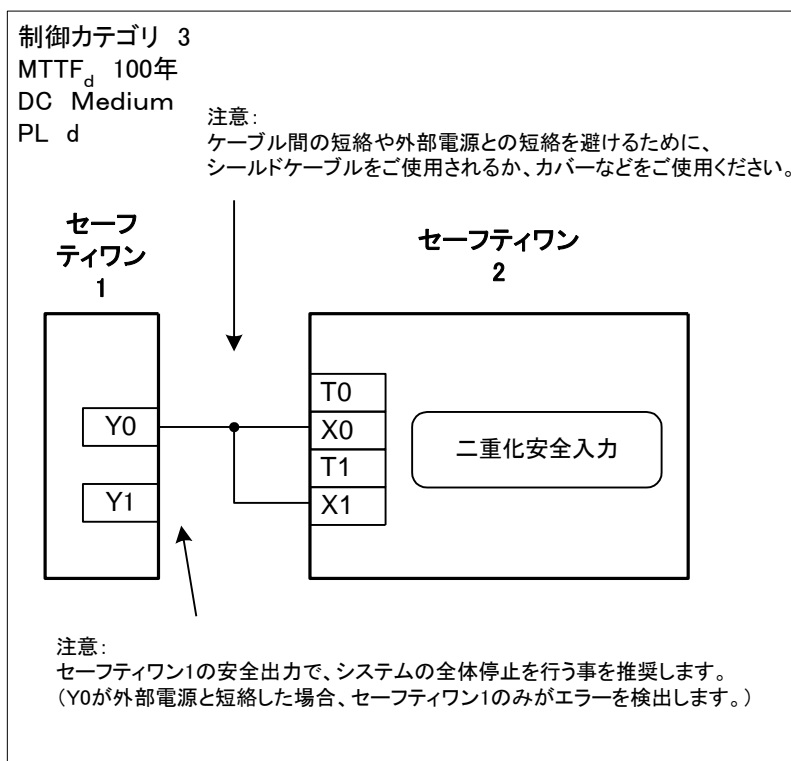 制御カテゴリ 3
MTTFd 100年
DC Medium
PL d
注意：
ケーブル間の短絡や外部電源との短絡を避けるために、
シールドケーブルをご使用されるか、カバーなどをご使用ください。
セーフ
ティワン
1
セーフティワン
2
Y0
Y1
T0
X0
T1
X1
二重化安全入力
注意：
セーフティワン1の安全出力で、システムの全体停止を行う事を推奨します。
（Y0が外部電源と短絡した場合、セーフティワン1のみがエラーを検出します。）